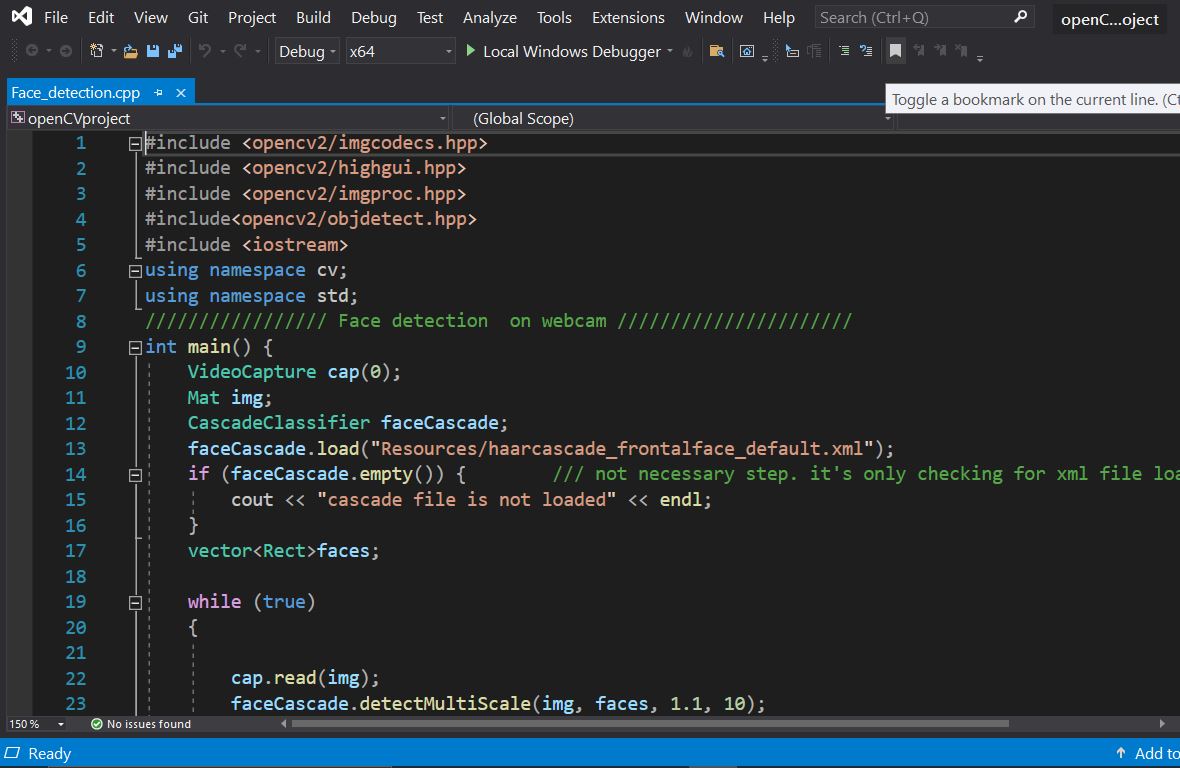 File Edit View Git Project Build Debug Test Analyze Tools Extensions Window Help Search (Ctrl+Q) openC...oject
Debug x64 Local Windows Debugger
Face_detection.cpp
Toggle a bookmark on the current line. (Ct
openCVproject (Global Scope)
1 #include <opencv2/imgcodecs.hpp>
2 #include <opencv2/highgui.hpp>
3 #include <opencv2/imgproc.hpp>
4 #include<opencv2/objdetect.hpp>
5 #include <iostream>
6 using namespace cv;
7 using namespace std;
8 ///////////////// Face detection  on webcam //////////////////////
9 int main() {
10 VideoCapture cap(0);
11 Mat img;
12 CascadeClassifier faceCascade;
13 faceCascade.load("Resources/haarcascade_frontalface_default.xml");
14 if (faceCascade.empty()) {        /// not necessary step. it's only checking for xml file loa
15 cout << "cascade file is not loaded" << endl;
16 }
17 vector<Rect>faces;
18
19 while (true)
20 {
21
22 cap.read(img);
23 faceCascade.detectMultiScale(img, faces, 1.1, 10);
150 % No issues found
Ready Add to